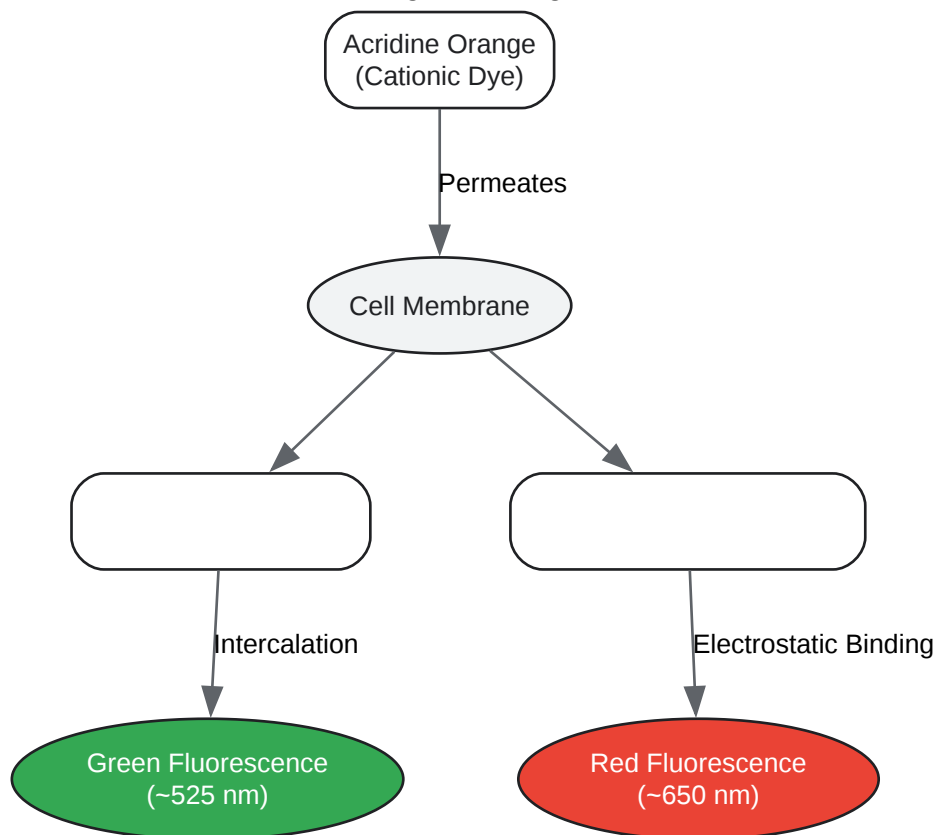 Acridine Orange
(Cationic Dye)
Permeates
Cell Membrane
Intercalation
Electrostatic Binding
Green Fluorescence
(~525 nm)
Red Fluorescence
(~650 nm)